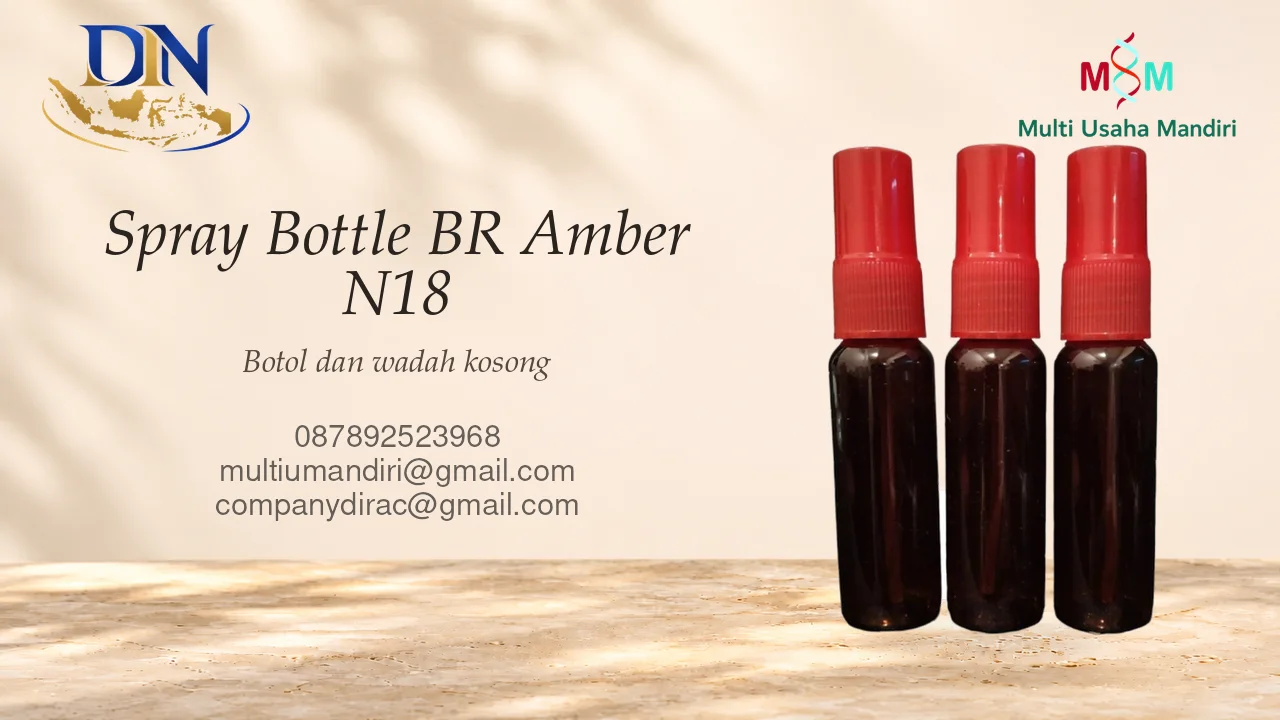 DIN
M M
Multi Usaha Mandiri
Spray Bottle BR Amber
N18
Botol dan wadah kosong
087892523968
multiumandiri@gmail.com
companydirac@gmail.com